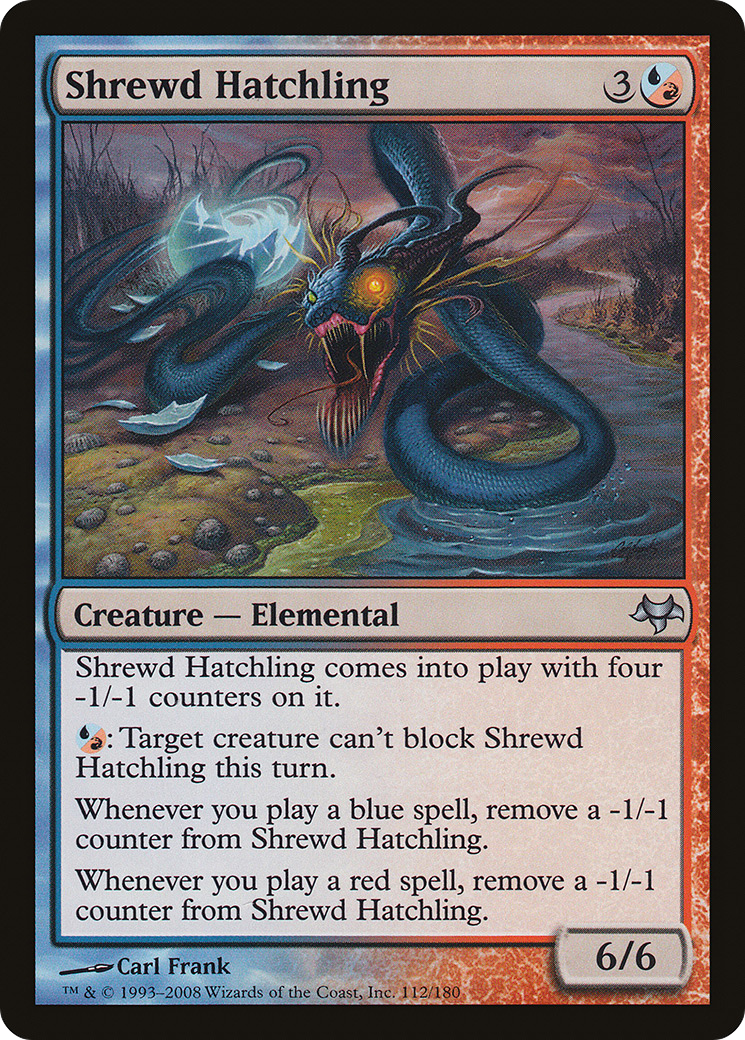 Shrewd Hatchling 3
Creature — Elemental
Shrewd Hatchling comes into play with four
-1/-1 counters on it.
: Target creature can't block Shrewd
Hatchling this turn.
Whenever you play a blue spell, remove a -1/-1
counter from Shrewd Hatchling.
Whenever you play a red spell, remove a -1/-1
counter from Shrewd Hatchling.
6/6
Carl Frank
™ & © 1993–2008 Wizards of the Coast, Inc. 112/180